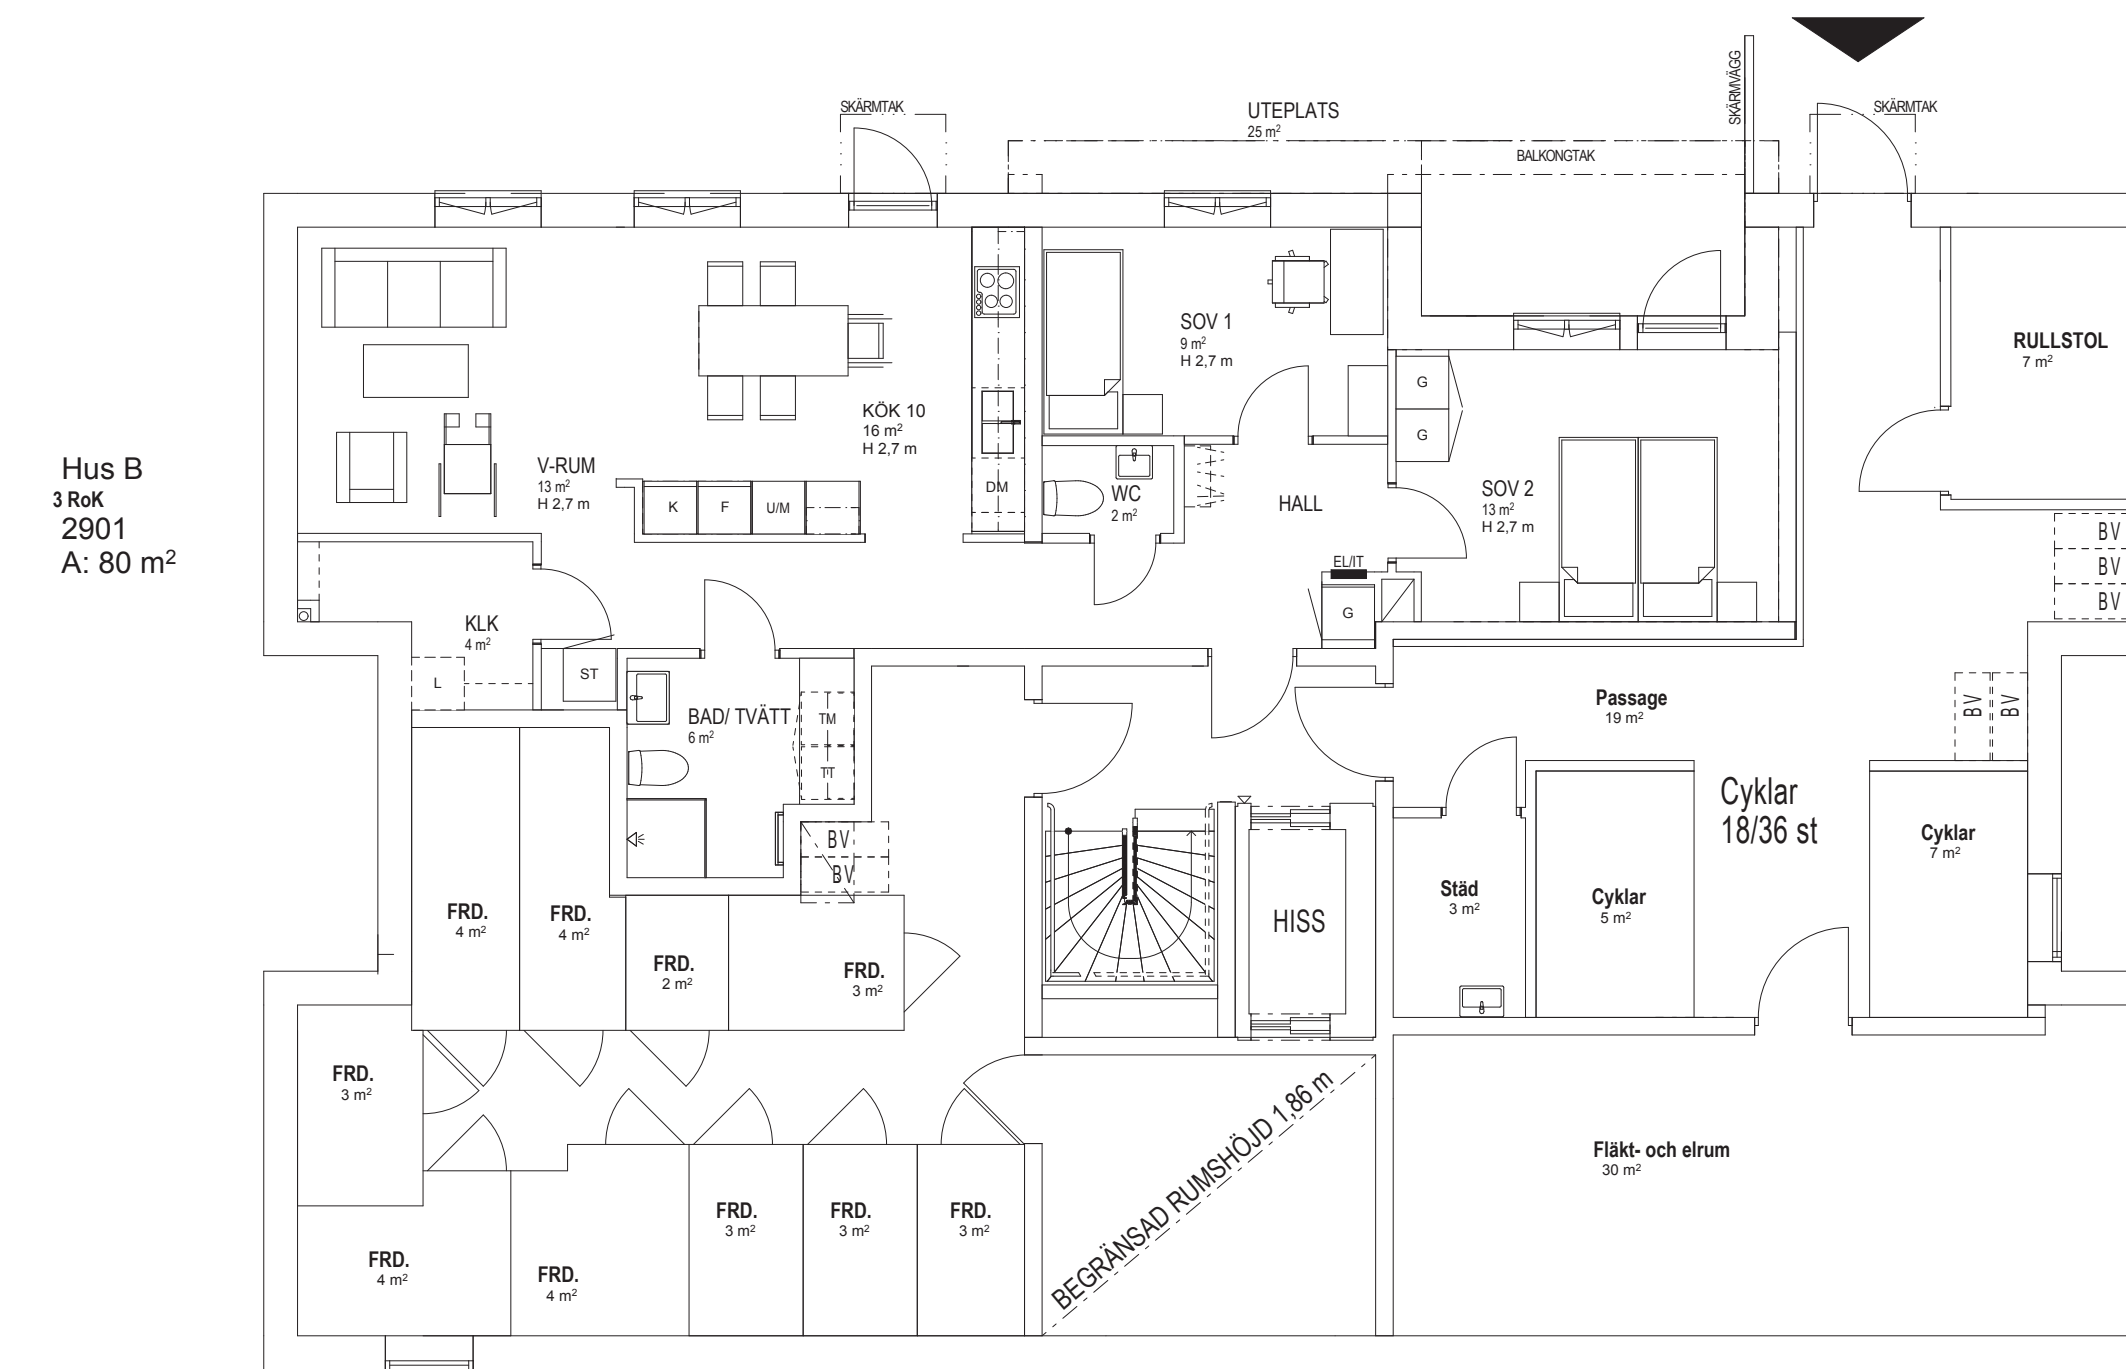 SKÄRMTAK
UTEPLATS
25 m²
SKÄRMVÄGG
SKÄRMTAK
BALKONGTAK
Hus B
3 RoK
2901
A: 80 m²
V-RUM
13 m²
H 2,7 m
KÖK 10
16 m²
H 2,7 m
K
F
U/M
DM
SOV 1
9 m²
H 2,7 m
WC
2 m²
HALL
EL/IT
G
G
G
SOV 2
13 m²
H 2,7 m
RULLSTOL
7 m²
BV
BV
BV
KLK
4 m²
L
ST
BAD/ TVÄTT
6 m²
TM
TT
BV
BV
Passage
19 m²
BV
BV
Cyklar
18/36 st
Cyklar
7 m²
Städ
3 m²
Cyklar
5 m²
HISS
FRD.
4 m²
FRD.
4 m²
FRD.
2 m²
FRD.
3 m²
FRD.
3 m²
FRD.
4 m²
FRD.
4 m²
FRD.
3 m²
FRD.
3 m²
FRD.
3 m²
BEGRÄNSAD RUMSHÖJD 1,86 m
Fläkt- och elrum
30 m²